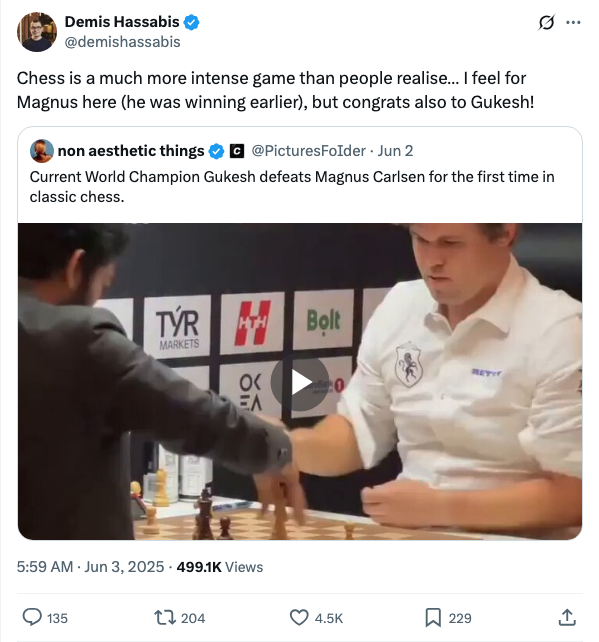 Demis Hassabis
@demishassabis
Chess is a much more intense game than people realise... I feel for
Magnus here (he was winning earlier), but congrats also to Gukesh!
non aesthetic things C @PicturesFoIder · Jun 2
Current World Champion Gukesh defeats Magnus Carlsen for the first time in
classic chess.
TÝR
MARKETS
HTH
Bolt
OK
EA
5:59 AM · Jun 3, 2025 · 499.1K Views
135 204 4.5K 229